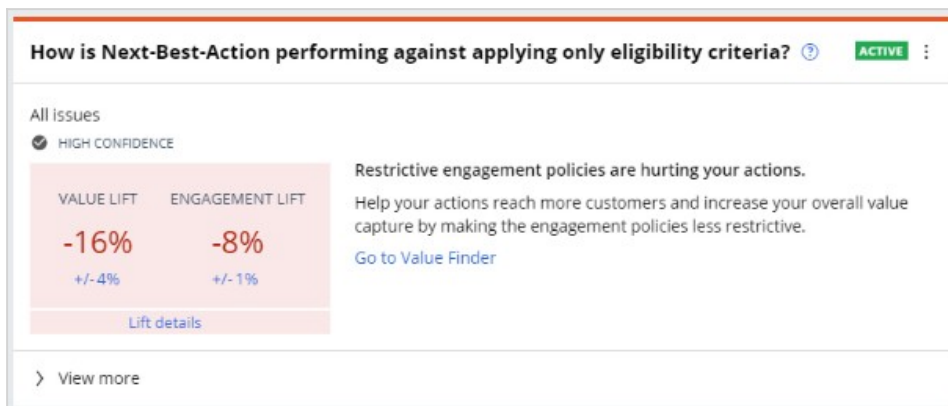 How is Next-Best-Action performing against applying only eligibility criteria? ? ACTIVE
All issues
HIGH CONFIDENCE
VALUE LIFT ENGAGEMENT LIFT
-16% -8%
+/-4% +/-1%
Lift details
Restrictive engagement policies are hurting your actions.
Help your actions reach more customers and increase your overall value
capture by making the engagement policies less restrictive.
Go to Value Finder
View more